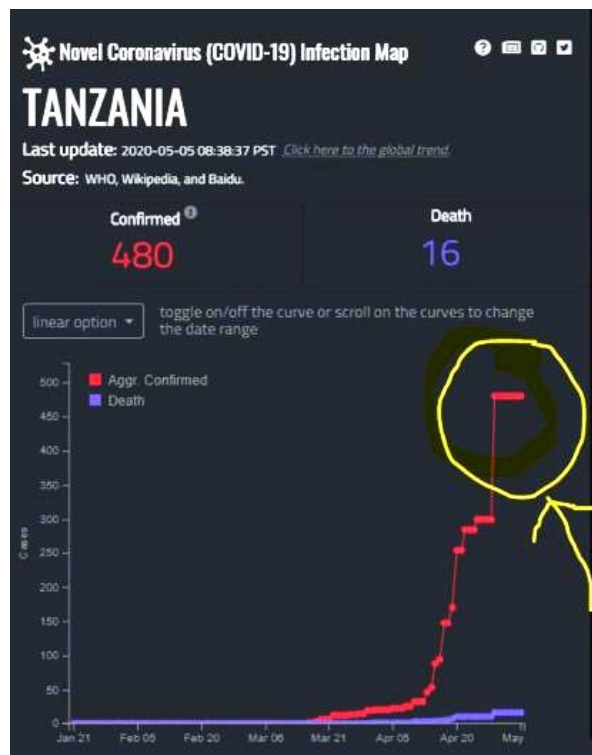 Novel Coronavirus (COVID-19) Infection Map
TANZANIA
Last update: 2020-05-05 08:38:37 PST Click here to the global trend.
Source: WHO, Wikipedia, and Baidu.
Confirmed ?
Death
480
16
linear option
toggle on/off the curve or scroll on the curves to change
the date range
Aggr. Confirmed
Death
500
450
400
350
300
250
200
150
100
50
0
Cases
Jan 21 Feb 05 Feb 20 Mar 06 Mar 21 Apr 05 Apr 20 May